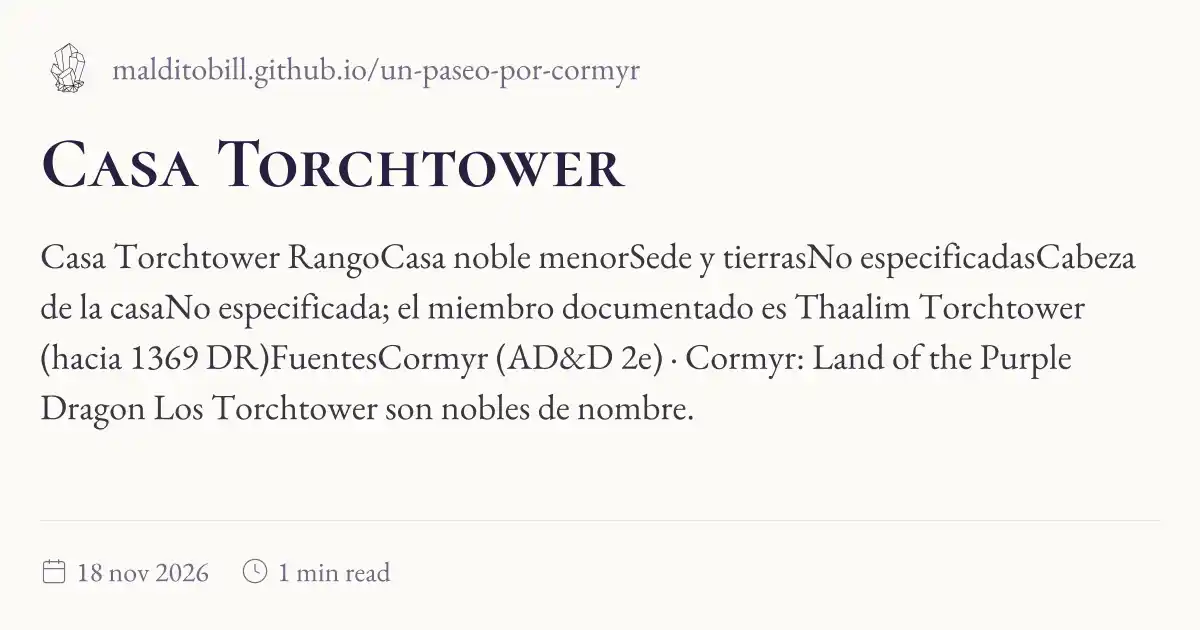 malditobill.github.io/un-paseo-por-cormyr
Casa Torchtower
Casa Torchtower RangoCasa noble menorSede y tierrasNo especificadasCabeza
de la casaNo especificada; el miembro documentado es Thaalim Torchtower
(hacia 1369 DR)FuentesCormyr (AD&D 2e) · Cormyr: Land of the Purple
Dragon Los Torchtower son nobles de nombre.
18 nov 2026
1 min read